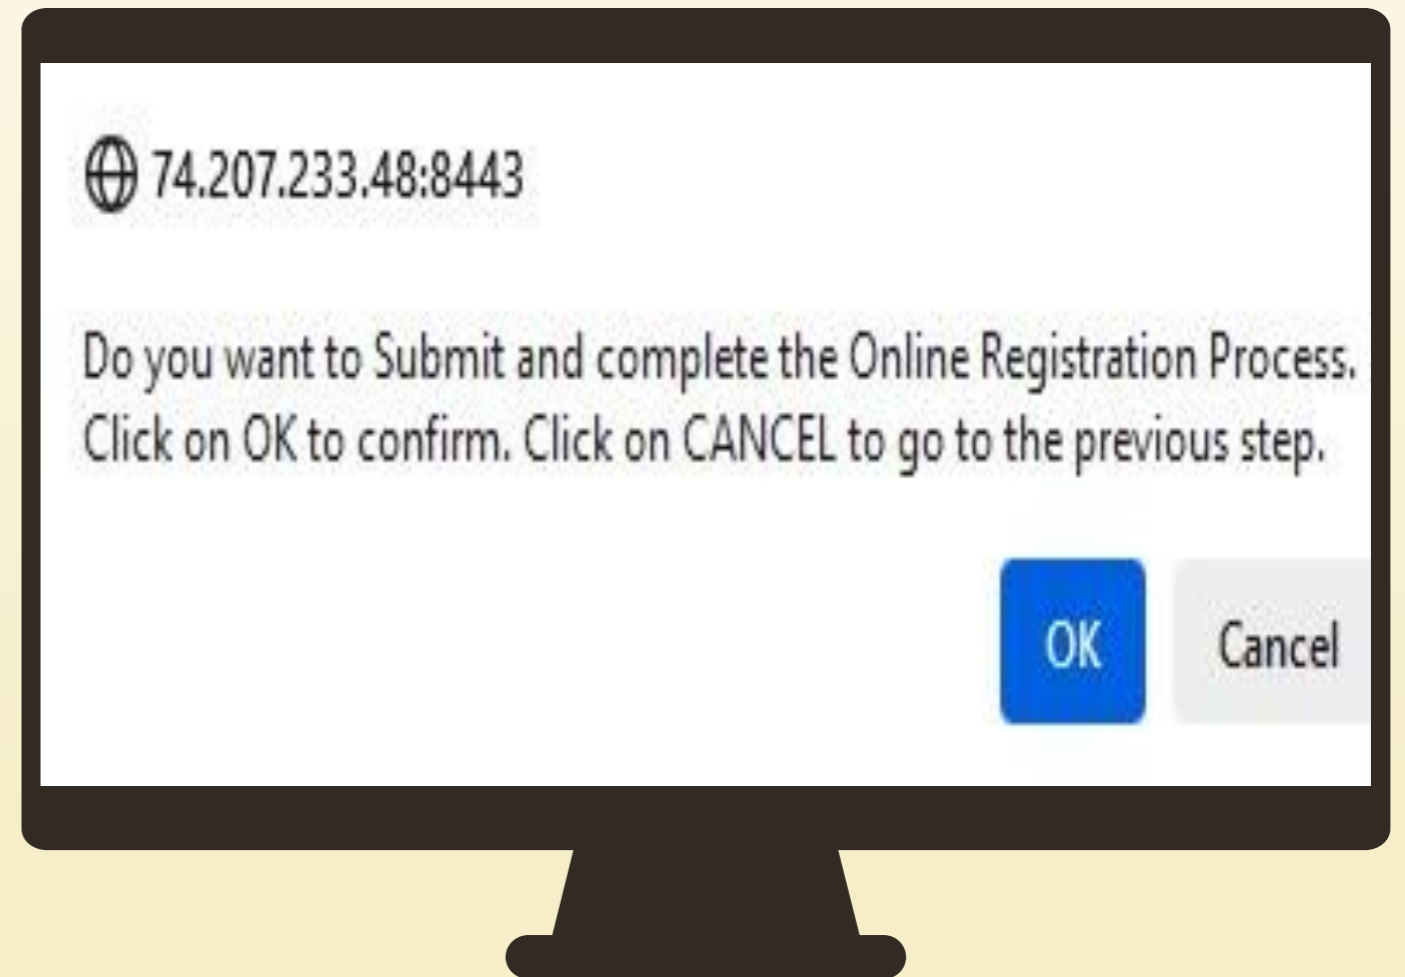 74.207.233.48:8443
Do you want to Submit and complete the Online Registration Process.
Click on OK to confirm. Click on CANCEL to go to the previous step.
OK Cancel